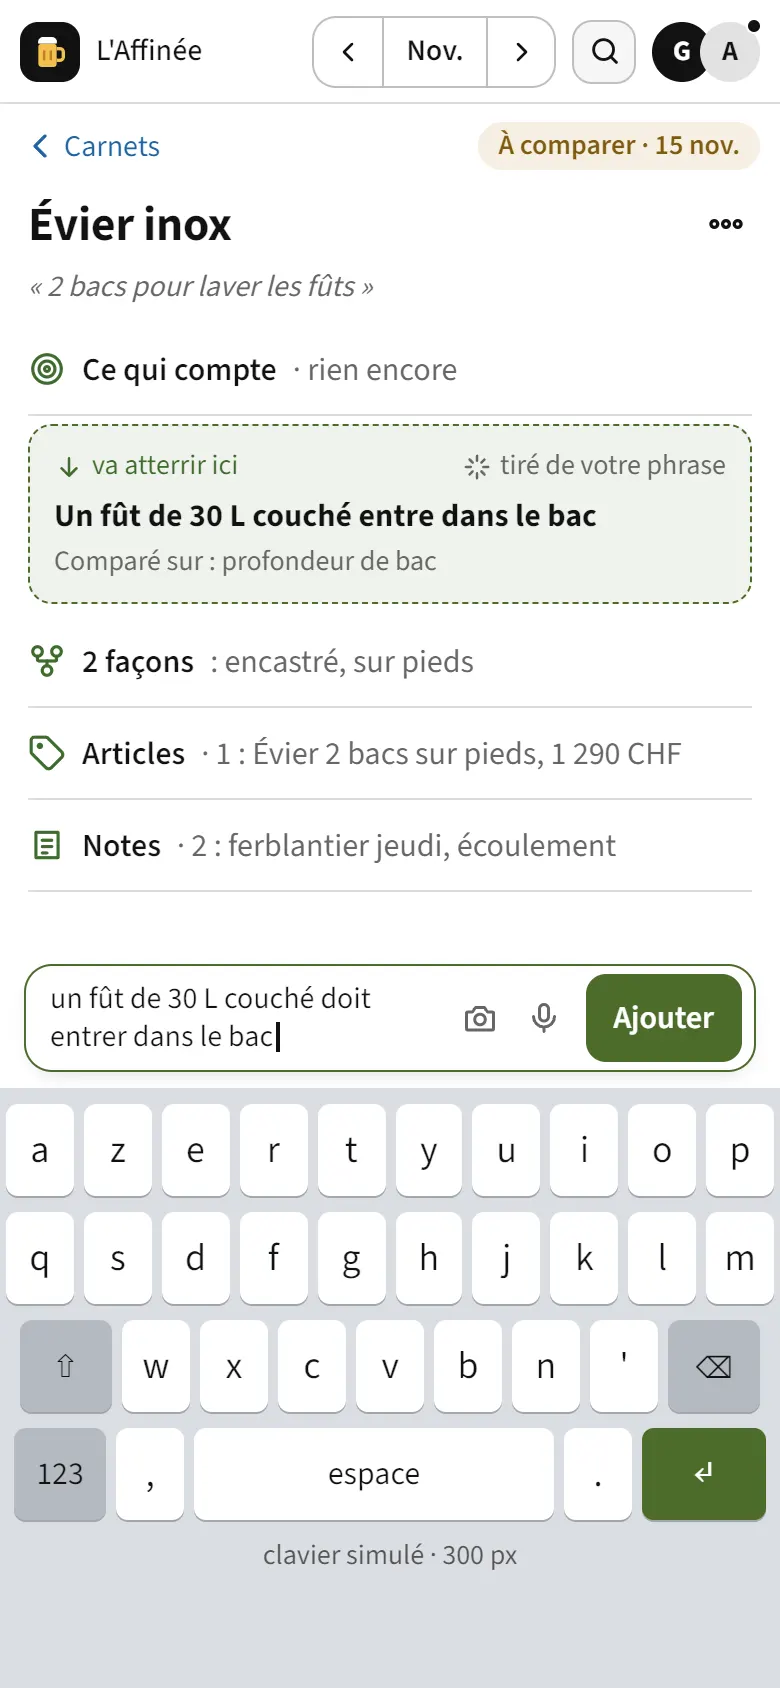 L'Affinée
Nov.
G
A
Carnets
À comparer · 15 nov.
Évier inox
« 2 bacs pour laver les fûts »
Ce qui compte · rien encore
va atterrir ici
tiré de votre phrase
Un fût de 30 L couché entre dans le bac
Comparé sur : profondeur de bac
2 façons : encastré, sur pieds
Articles · 1 : Évier 2 bacs sur pieds, 1 290 CHF
Notes · 2 : ferblantier jeudi, écoulement
un fût de 30 L couché doit
entrer dans le bac
Ajouter
a z e r t y u i o p
q s d f g h j k l m
⇧ w x c v b n ' ⌫
123 , espace . ↵
clavier simulé · 300 px